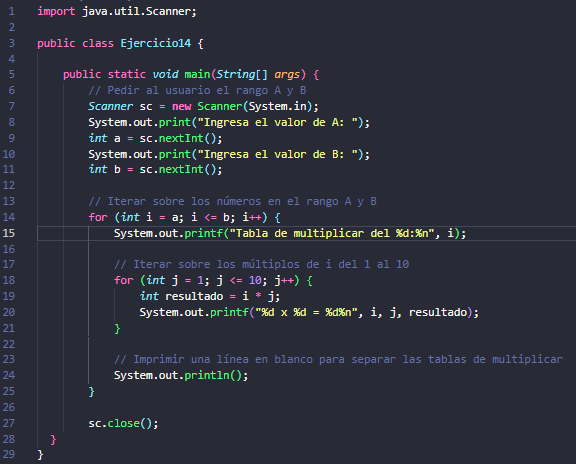 1 import java.util.Scanner;
2
3 public class Ejercicio14 {
4
5     public static void main(String[] args) {
6         // Pedir al usuario el rango A y B
7         Scanner sc = new Scanner(System.in);
8         System.out.print("Ingresa el valor de A: ");
9         int a = sc.nextInt();
10         System.out.print("Ingresa el valor de B: ");
11         int b = sc.nextInt();
12
13         // Iterar sobre los números en el rango A y B
14         for (int i = a; i <= b; i++) {
15             System.out.printf("Tabla de multiplicar del %d:%n", i);
16
17             // Iterar sobre los múltiplos de i del 1 al 10
18             for (int j = 1; j <= 10; j++) {
19                 int resultado = i * j;
20                 System.out.printf("%d x %d = %d%n", i, j, resultado);
21             }
22
23             // Imprimir una línea en blanco para separar las tablas de multiplicar
24             System.out.println();
25         }
26
27         sc.close();
28   }
29 }